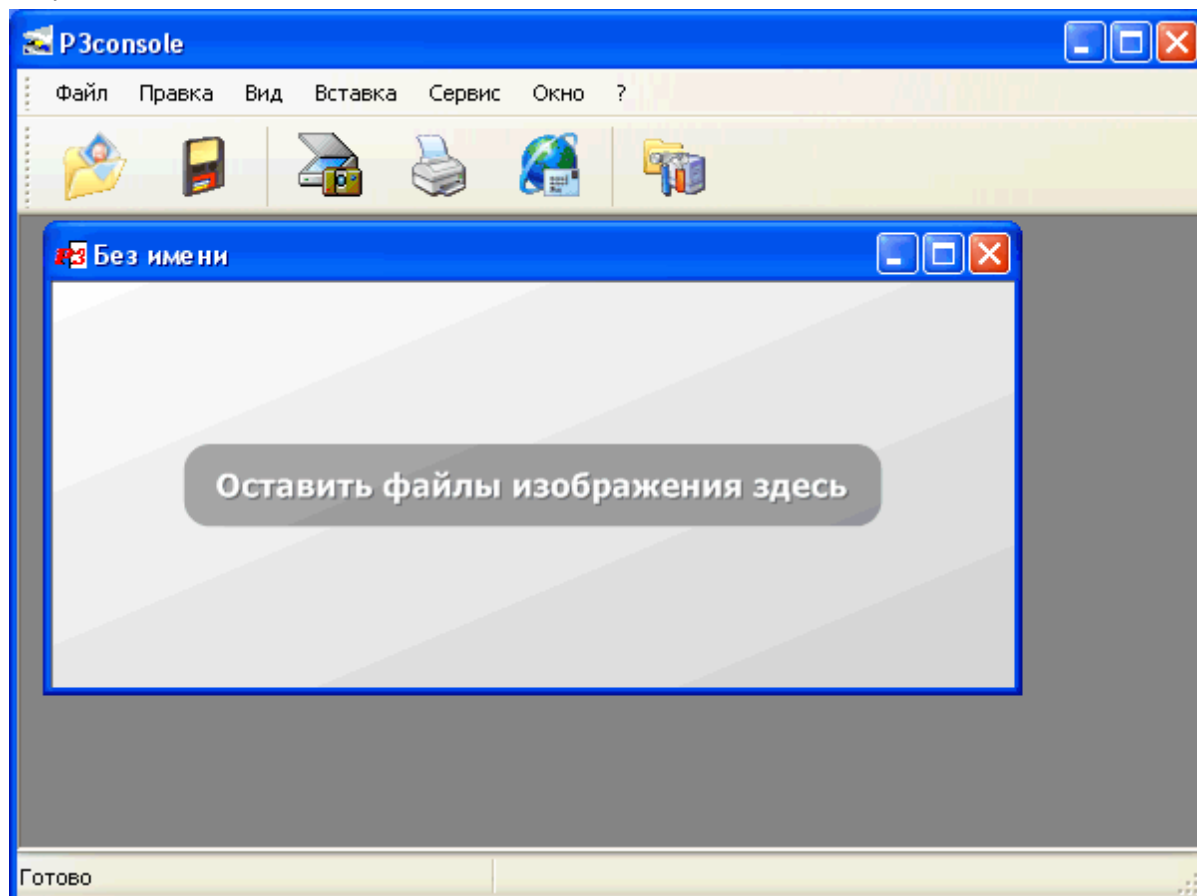 P3console
Файл Правка Вид Вставка Сервис Окно ?
Без имени
Оставить файлы изображения здесь
Готово